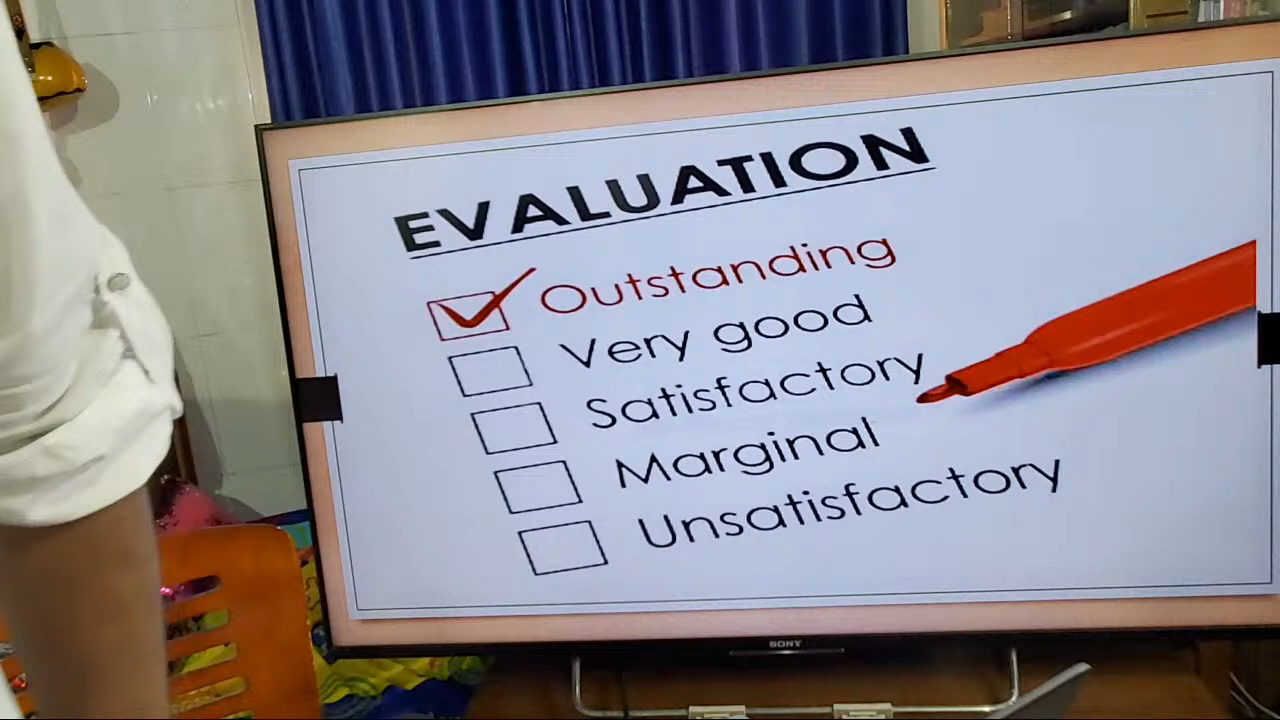 EVALUATION
Outstanding
Very good
Satisfactory
Marginal
Unsatisfactory
SONY